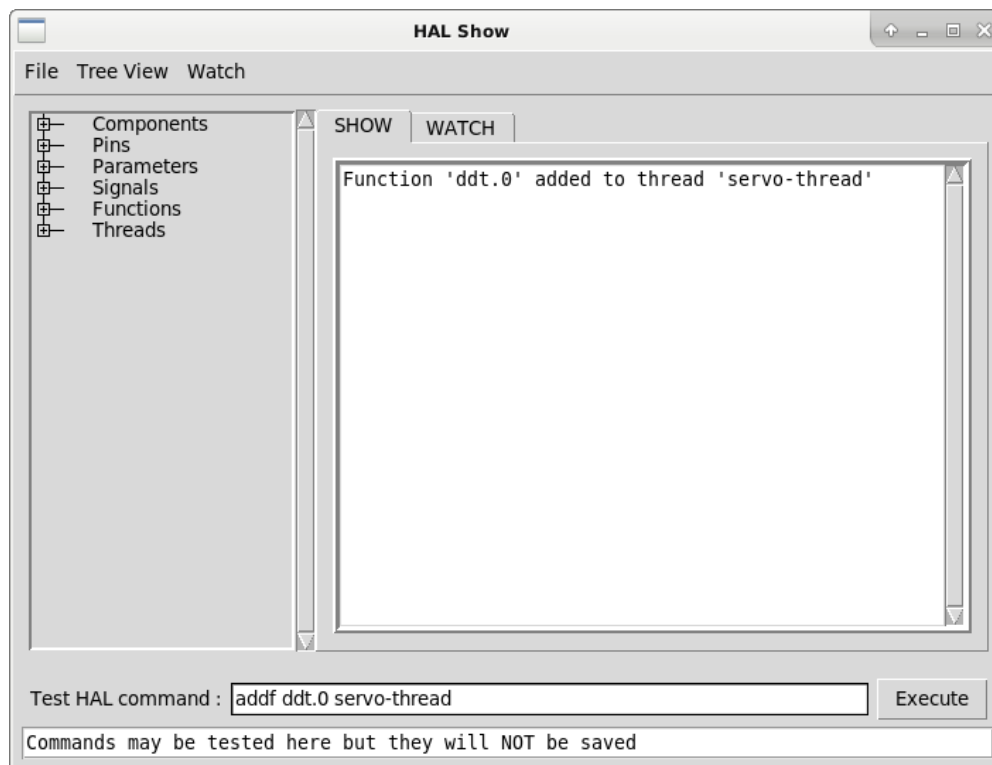 HAL Show
File Tree View Watch
Components
Pins
Parameters
Signals
Functions
Threads
SHOW WATCH
Function 'ddt.0' added to thread 'servo-thread'
Test HAL command : addf ddt.0 servo-thread Execute
Commands may be tested here but they will NOT be saved